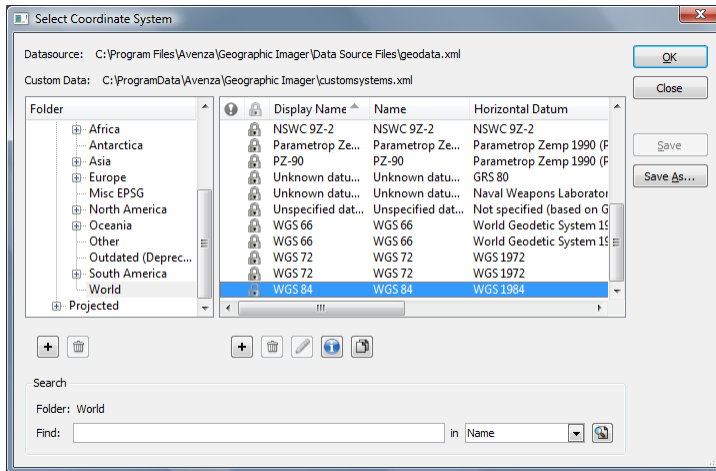 Select Coordinate System
Datasource: C:\Program Files\Avenza\Geographic Imager\Data Source Files\geodata.xml
Custom Data: C:\ProgramData\Avenza\Geographic Imager\customsystems.xml
OK
Close
Save
Save As...
Folder
Africa
Antarctica
Asia
Europe
Misc EPSG
North America
Oceania
Other
Outdated (Deprec...
South America
World
Projected
Display Name Name Horizontal Datum
NSWC 9Z-2 NSWC 9Z-2 NSWC 9Z-2
Parametrop Ze... Parametrop Ze... Parametrop Zemp 1990 (P
PZ-90 PZ-90 Parametrop Zemp 1990 (P
Unknown datu... Unknown datu... GRS 80
Unknown datu... Unknown datu... Naval Weapons Laborator
Unspecified dat... Unspecified dat... Not specified (based on G
WGS 66 WGS 66 World Geodetic System 19
WGS 66 WGS 66 World Geodetic System 19
WGS 72 WGS 72 WGS 1972
WGS 72 WGS 72 WGS 1972
WGS 84 WGS 84 WGS 1984
Search
Folder: World
Find: in Name